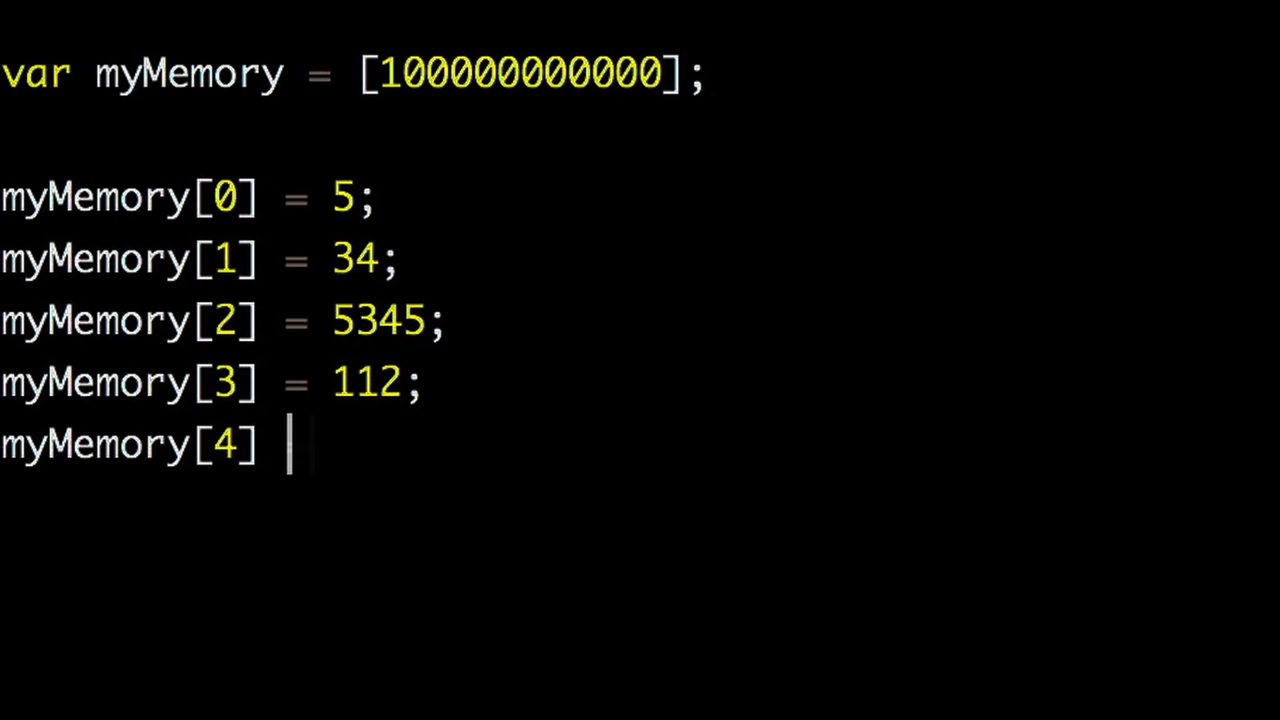 var myMemory = [100000000000];
myMemory[0] = 5;
myMemory[1] = 34;
myMemory[2] = 5345;
myMemory[3] = 112;
myMemory[4]